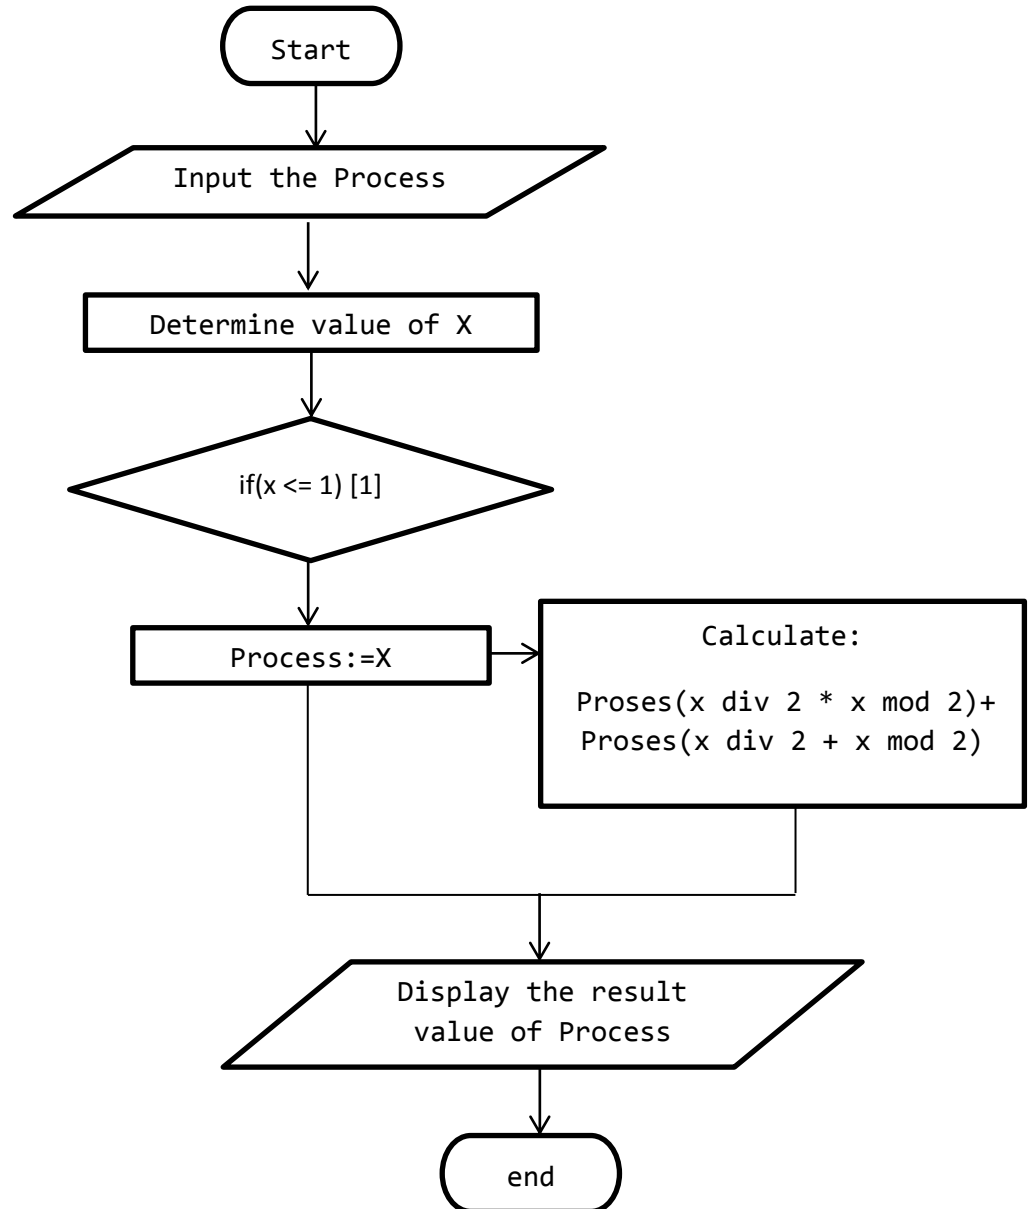 Start
Input the Process
Determine value of X
if(x <= 1) [1]
Process:=X
Calculate:
Proses(x div 2 * x mod 2)+
Proses(x div 2 + x mod 2)
Display the result
value of Process
end